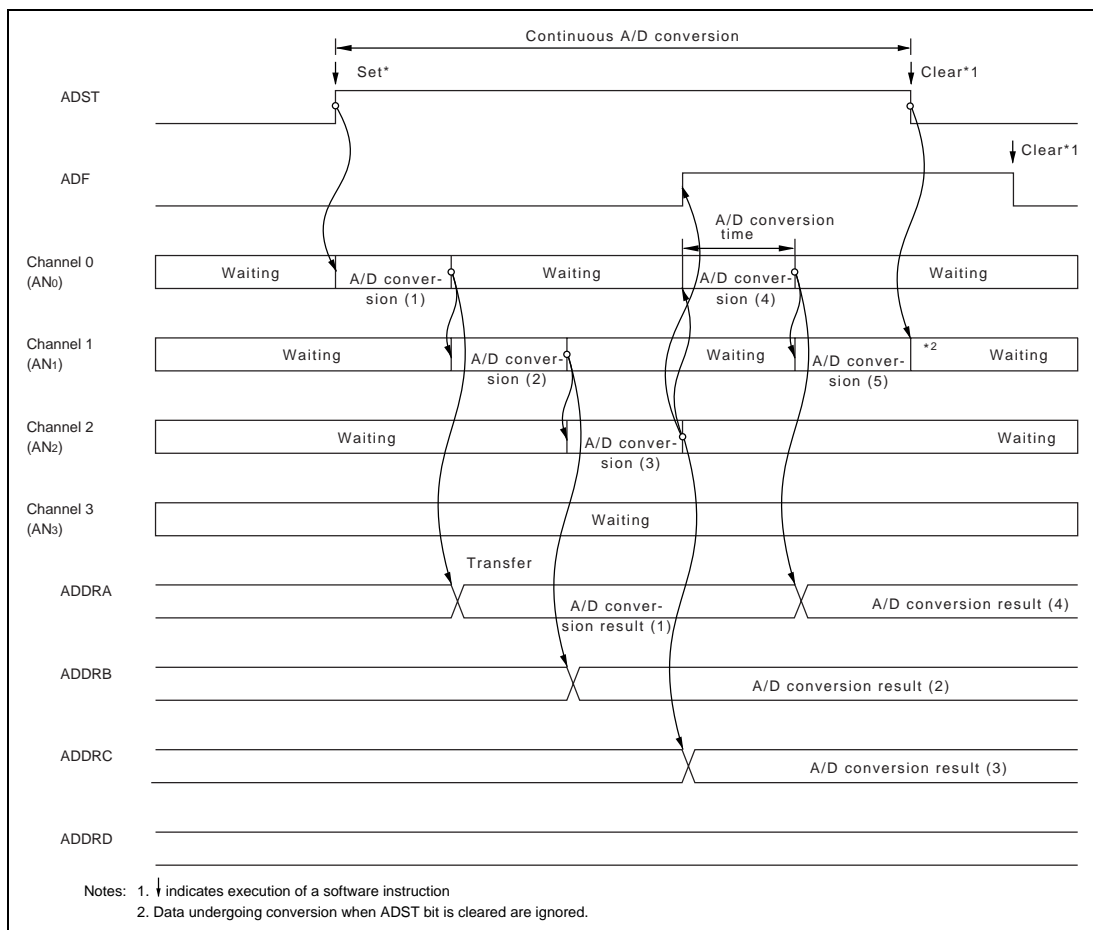 Continuous A/D conversion
Set*
Clear*1
ADST
Clear*1
ADF
A/D conversion
time
Channel 0
(AN0)
Waiting
A/D conver-
sion (1)
Waiting
A/D conver-
sion (4)
Waiting
Channel 1
(AN1)
Waiting
A/D conver-
sion (2)
Waiting
A/D conver-
sion (5)
*2
Waiting
Channel 2
(AN2)
Waiting
A/D conver-
sion (3)
Waiting
Channel 3
(AN3)
Waiting
Transfer
ADDRA
A/D conver-
sion result (1)
A/D conversion result (4)
ADDRB
A/D conversion result (2)
ADDRC
A/D conversion result (3)
ADDRD
Notes: 1. ↓ indicates execution of a software instruction
2. Data undergoing conversion when ADST bit is cleared are ignored.